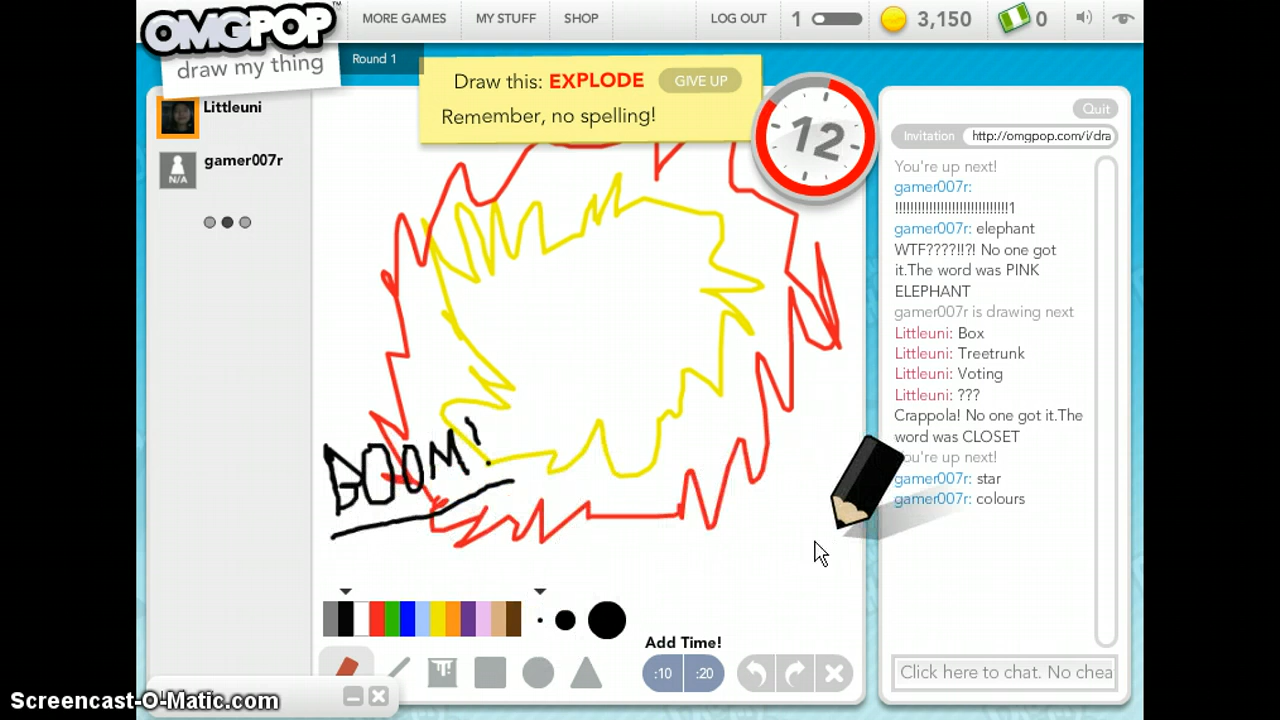 OMGPOP
draw my thing
MORE GAMES
MY STUFF
SHOP
LOG OUT
1
3,150
0
Round 1
Draw this: EXPLODE
GIVE UP
Remember, no spelling!
12
Littleuni
gamer007r
N/A
BOOM!
Quit
Invitation
http://omgpop.com/i/dra
You're up next!
gamer007r:
!!!!!!!!!!!!!!!!!!!!!!!!!!!!!!1
gamer007r: elephant
WTF????!!?! No one got
it.The word was PINK
ELEPHANT
gamer007r is drawing next
Littleuni: Box
Littleuni: Treetrunk
Littleuni: Voting
Littleuni: ???
Crappola! No one got it.The
word was CLOSET
You're up next!
gamer007r: star
gamer007r: colours
Click here to chat. No chea
Add Time!
:10
:20
Screencast-O-Matic.com